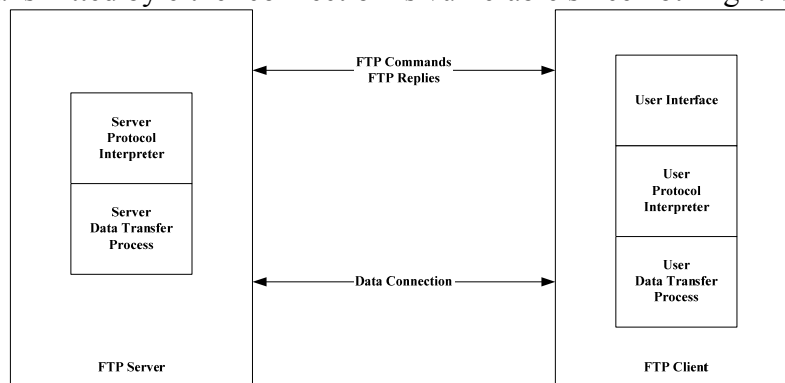 FTP Commands
FTP Replies
Server
Protocol
Interpreter
Server
Data Transfer
Process
User Interface
User
Protocol
Interpreter
User
Data Transfer
Process
Data Connection
FTP Server
FTP Client